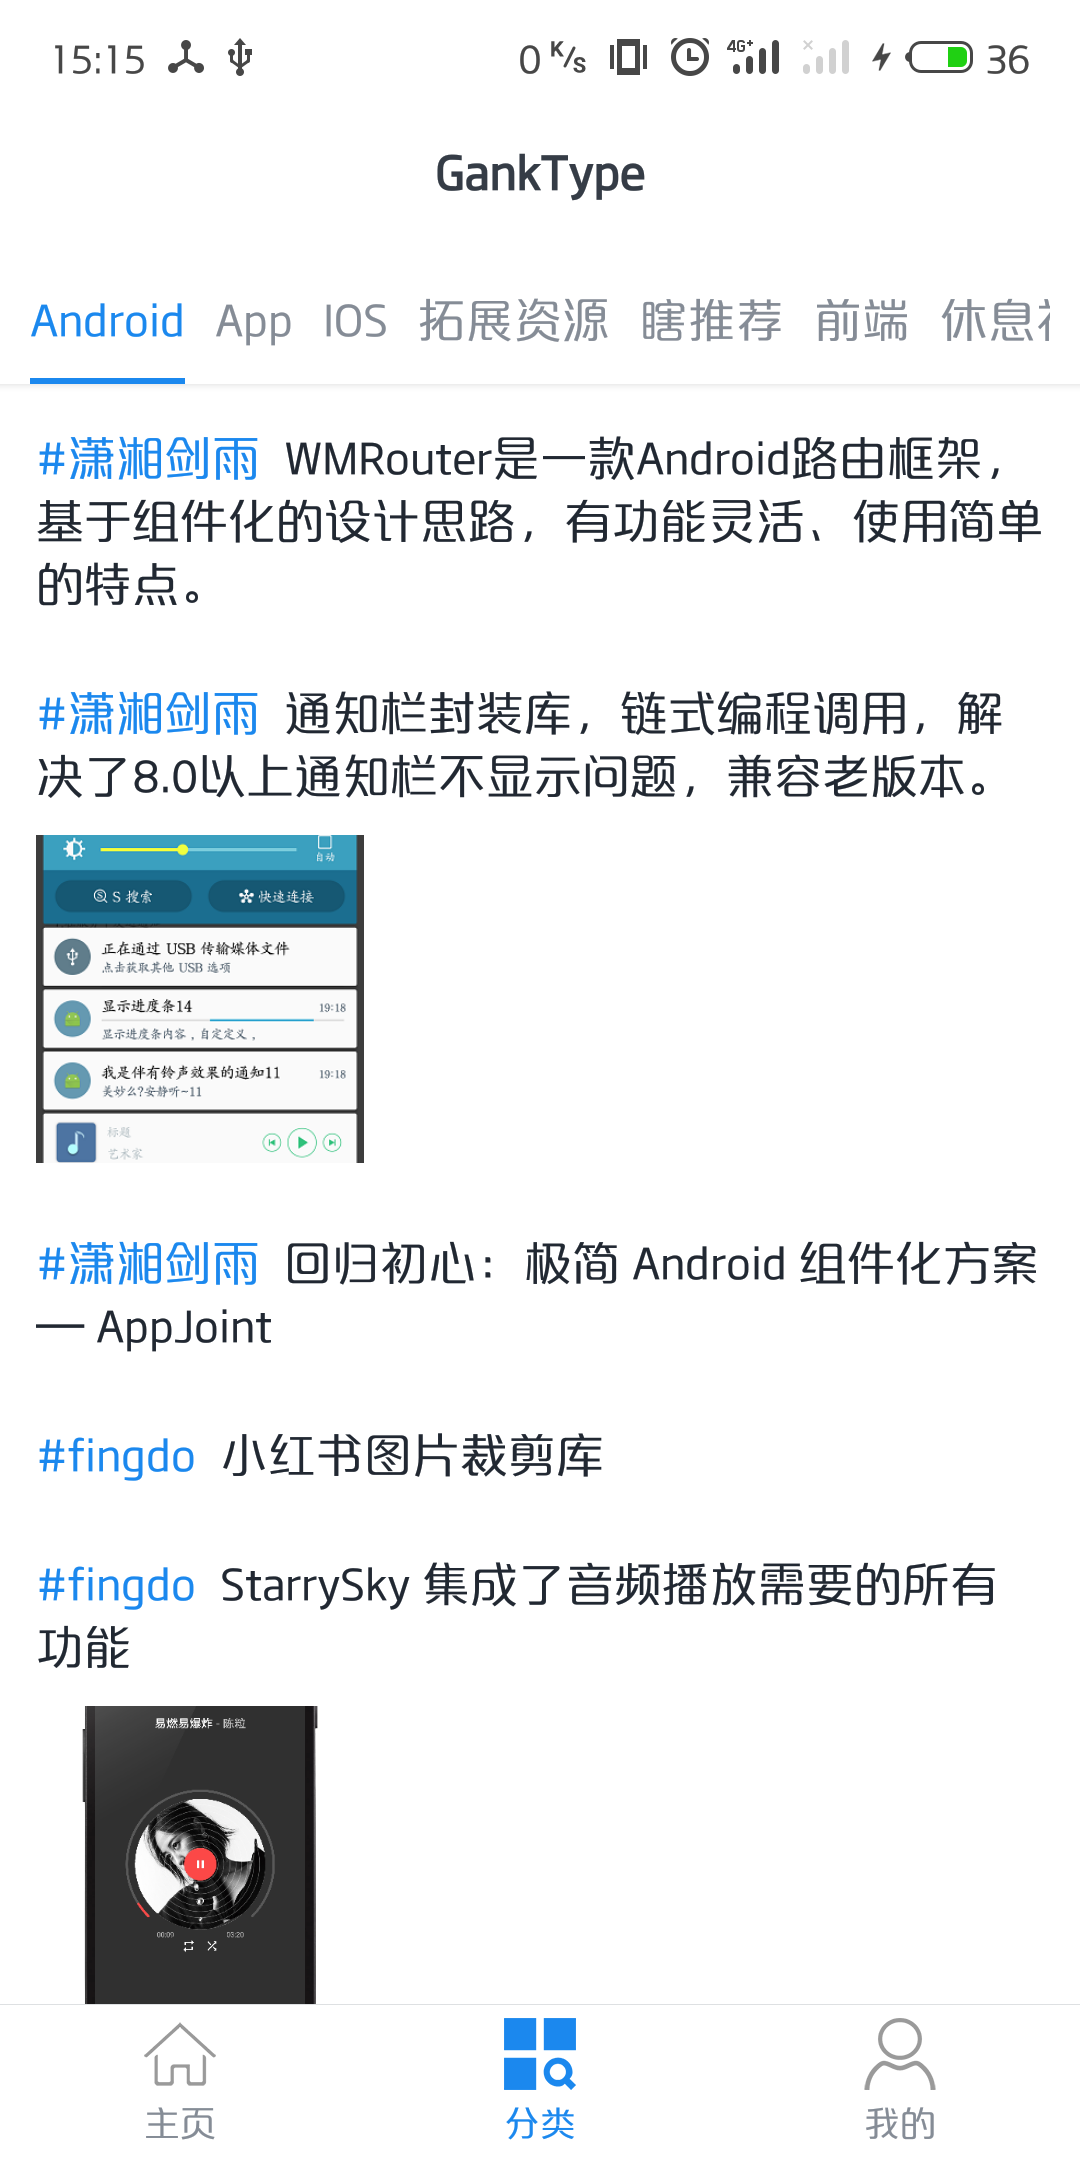 15:15 0 K/s 4G+ 36
GankType
Android App IOS 拓展资源 瞎推荐 前端 休息
#潇湘剑雨 WMRouter是一款Android路由框架，
基于组件化的设计思路，有功能灵活、使用简单
的特点。
#潇湘剑雨 通知栏封装库，链式编程调用，解
决了8.0以上通知栏不显示问题，兼容老版本。
自动
S 搜索 快速连接
正在通过 USB 传输媒体文件
点击获取其他 USB 选项
显示进度条14 19:18
显示进度条内容，自定定义，
我是伴有铃声效果的通知11 19:18
美妙么?安静听~11
标题
艺术家
#潇湘剑雨 回归初心：极简 Android 组件化方案
— AppJoint
#fingdo 小红书图片裁剪库
#fingdo StarrySky 集成了音频播放需要的所有
功能
易燃易爆炸 - 陈粒
00:09 03:20
主页 分类 我的